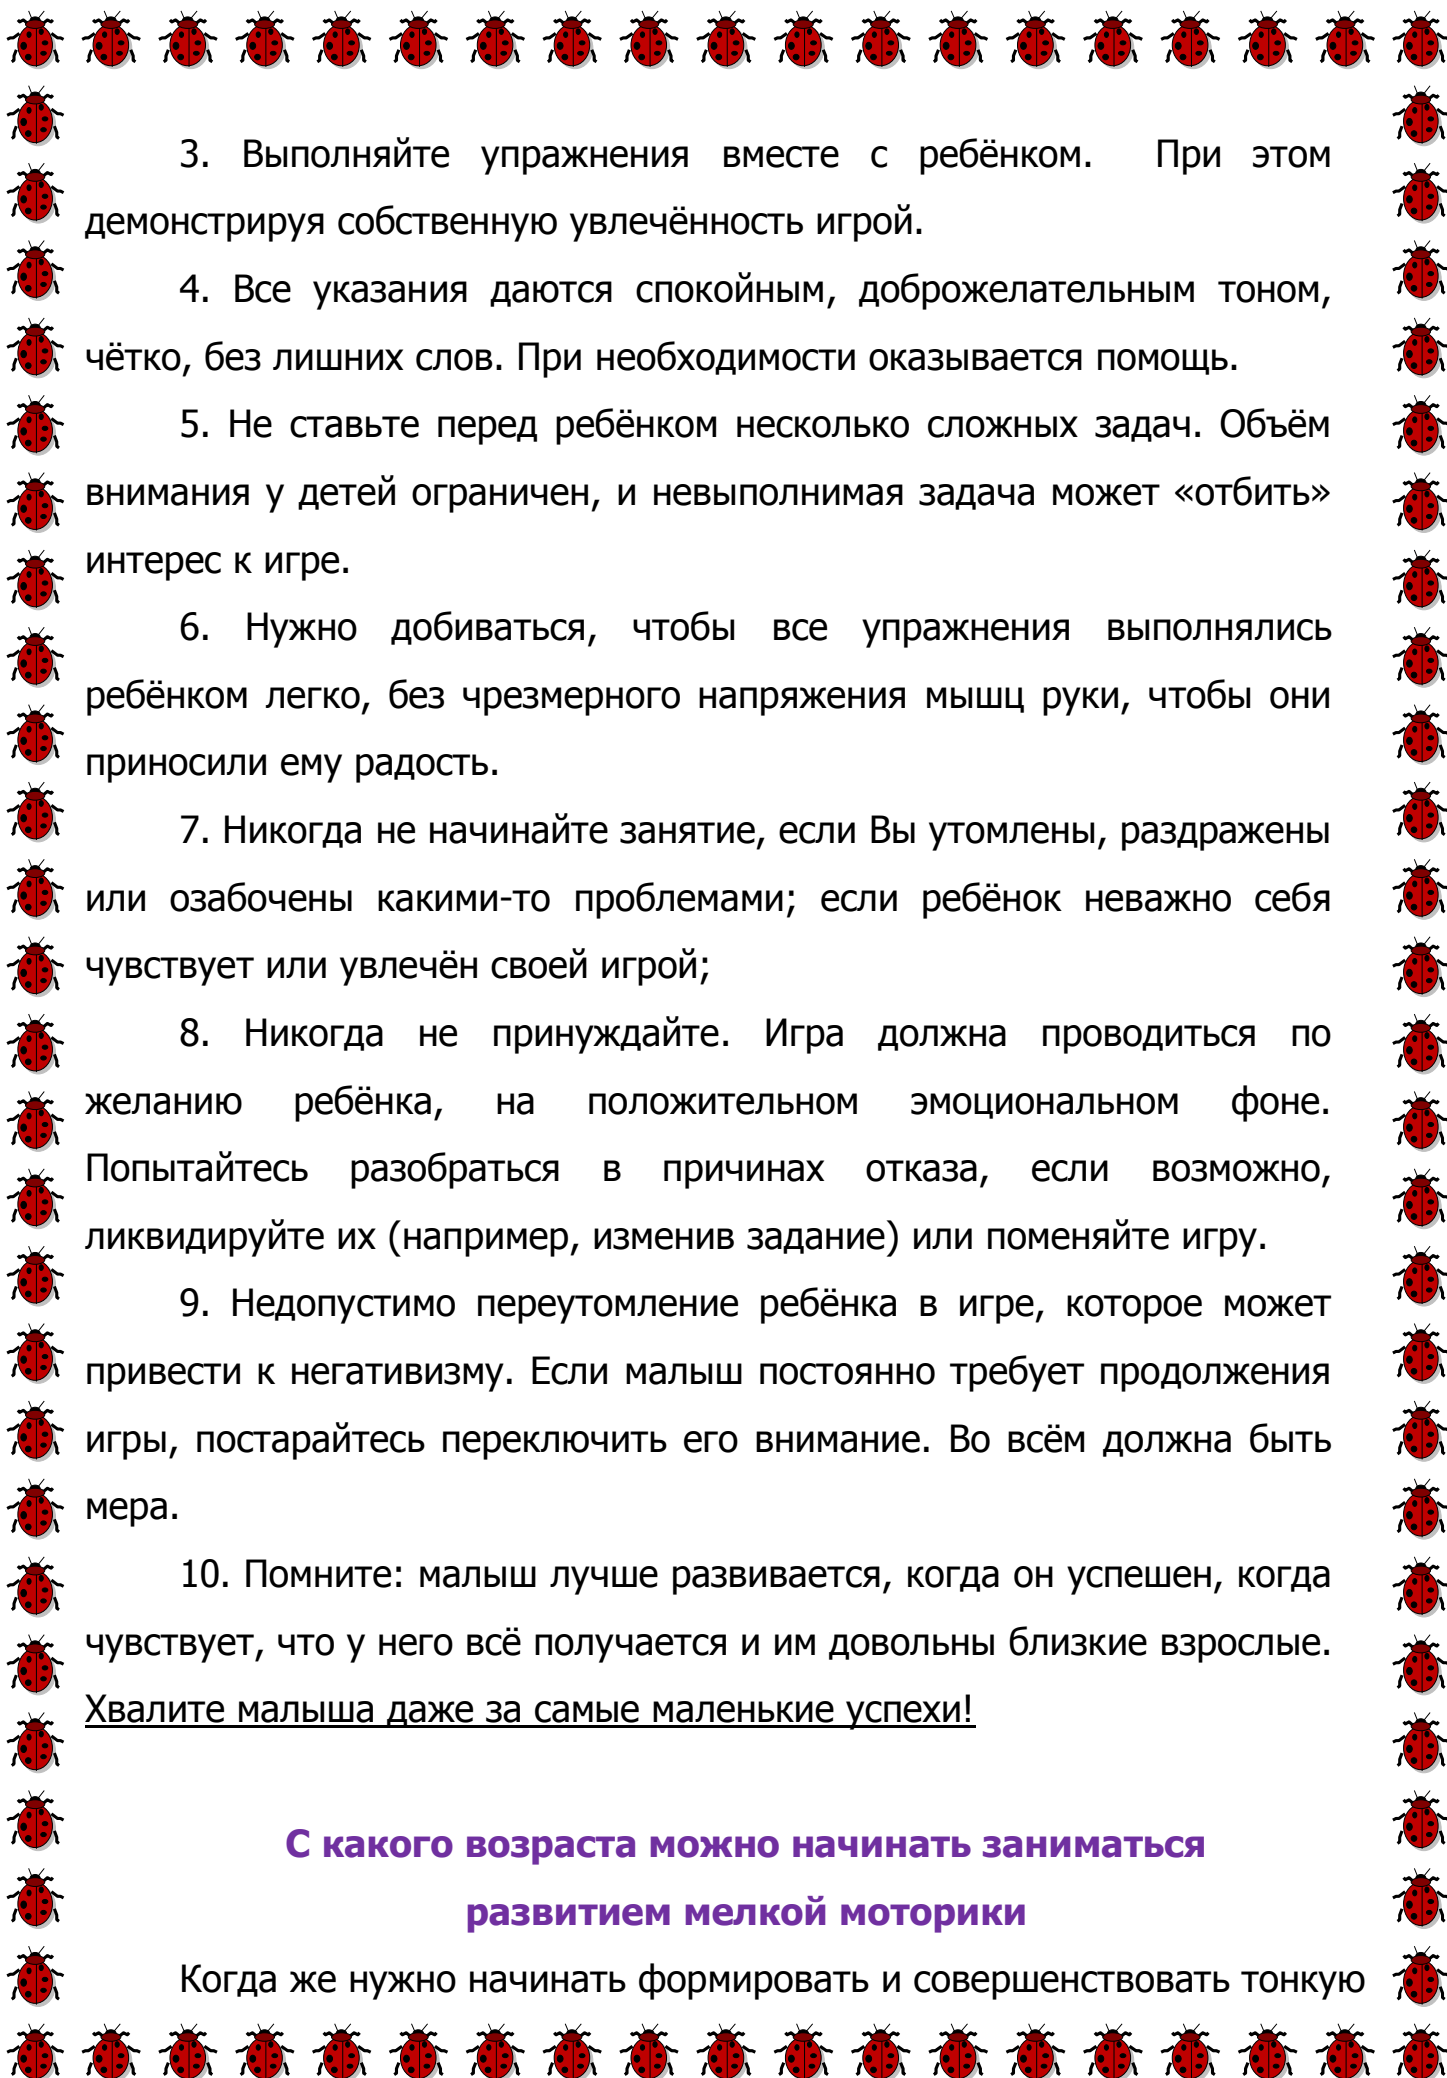 3. Выполняйте упражнения вместе с ребёнком. При этом
демонстрируя собственную увлечённость игрой.
4. Все указания даются спокойным, доброжелательным тоном,
чётко, без лишних слов. При необходимости оказывается помощь.
5. Не ставьте перед ребёнком несколько сложных задач. Объём
внимания у детей ограничен, и невыполнимая задача может «отбить»
интерес к игре.
6. Нужно добиваться, чтобы все упражнения выполнялись
ребёнком легко, без чрезмерного напряжения мышц руки, чтобы они
приносили ему радость.
7. Никогда не начинайте занятие, если Вы утомлены, раздражены
или озабочены какими-то проблемами; если ребёнок неважно себя
чувствует или увлечён своей игрой;
8. Никогда не принуждайте. Игра должна проводиться по
желанию ребёнка, на положительном эмоциональном фоне.
Попытайтесь разобраться в причинах отказа, если возможно,
ликвидируйте их (например, изменив задание) или поменяйте игру.
9. Недопустимо переутомление ребёнка в игре, которое может
привести к негативизму. Если малыш постоянно требует продолжения
игры, постарайтесь переключить его внимание. Во всём должна быть
мера.
10. Помните: малыш лучше развивается, когда он успешен, когда
чувствует, что у него всё получается и им довольны близкие взрослые.
Хвалите малыша даже за самые маленькие успехи!
С какого возраста можно начинать заниматься
развитием мелкой моторики
Когда же нужно начинать формировать и совершенствовать тонкую